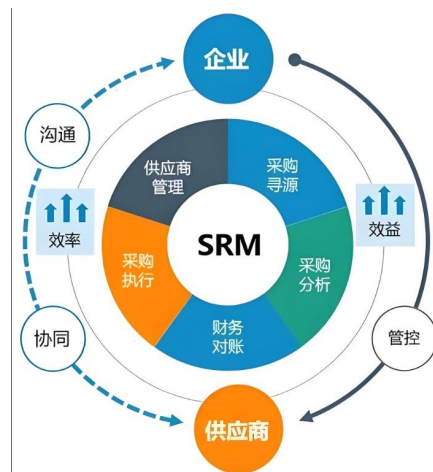 企业
沟通
供应商
管理
采购
寻源
效率
效益
SRM
采购
执行
采购
分析
财务
对账
协同
管控
供应商